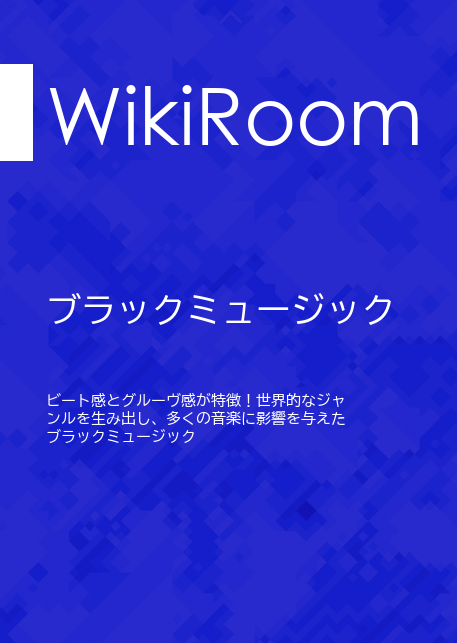 WikiRoom
ブラックミュージック
ビート感とグルーヴ感が特徴！世界的なジャ
ンルを生み出し、多くの音楽に影響を与えた
ブラックミュージック